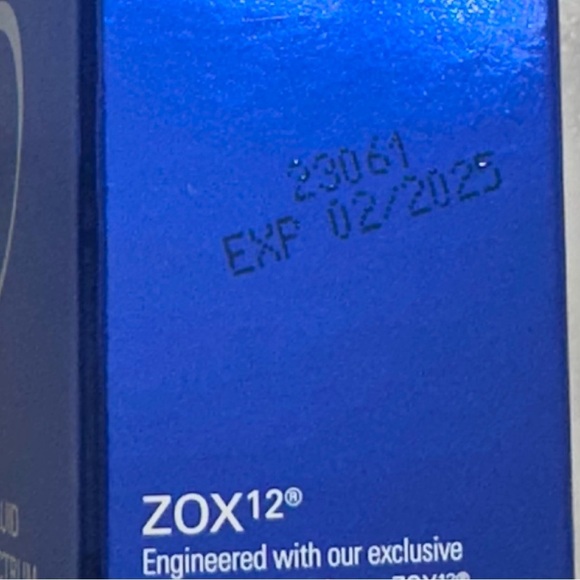 23061
EXP 02/2025
ZOX12®
Engineered with our exclusive